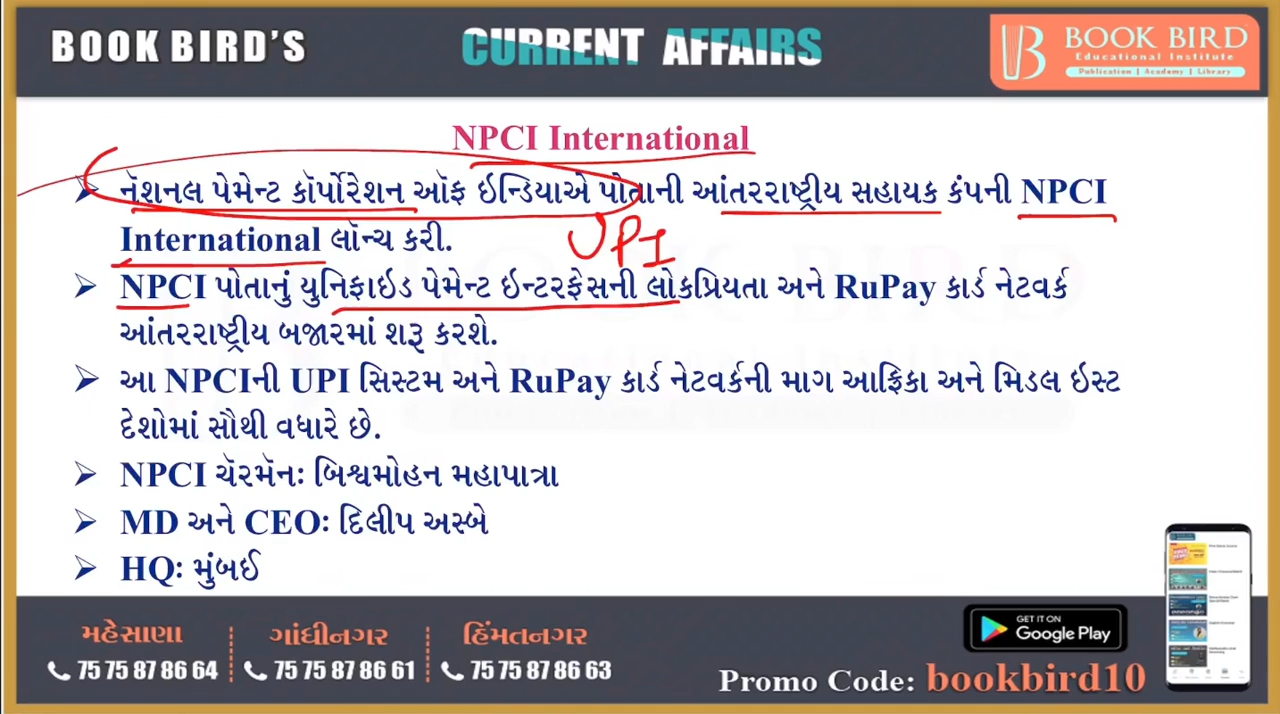 BOOK BIRD'S
CURRENT AFFAIRS
BOOK BIRD
Educational Institute
Publication | Academy | Library
NPCI International
➢ નૅશનલ પેમેન્ટ કૉર્પોરેશન ઑફ ઇન્ડિયાએ પોતાની આંતરરાષ્ટ્રીય સહાયક કંપની NPCI
International લૉન્ચ કરી.
UPI
➢ NPCI પોતાનું યુનિફાઇડ પેમેન્ટ ઇન્ટરફેસની લોકપ્રિયતા અને RuPay કાર્ડ નેટવર્ક
આંતરરાષ્ટ્રીય બજારમાં શરૂ કરશે.
➢ આ NPCIની UPI સિસ્ટમ અને RuPay કાર્ડ નેટવર્કની માગ આફ્રિકા અને મિડલ ઇસ્ટ
દેશોમાં સૌથી વધારે છે.
➢ NPCI ચૅરમૅનઃ બિશ્વમોહન મહાપાત્રા
➢ MD અને CEOઃ દિલીપ અસ્બે
➢ HQઃ મુંબઈ
મહેસાણા
75 75 87 86 64
ગાંધીનગર
75 75 87 86 61
હિંમતનગર
75 75 87 86 63
GET IT ON
Google Play
Promo Code: bookbird10